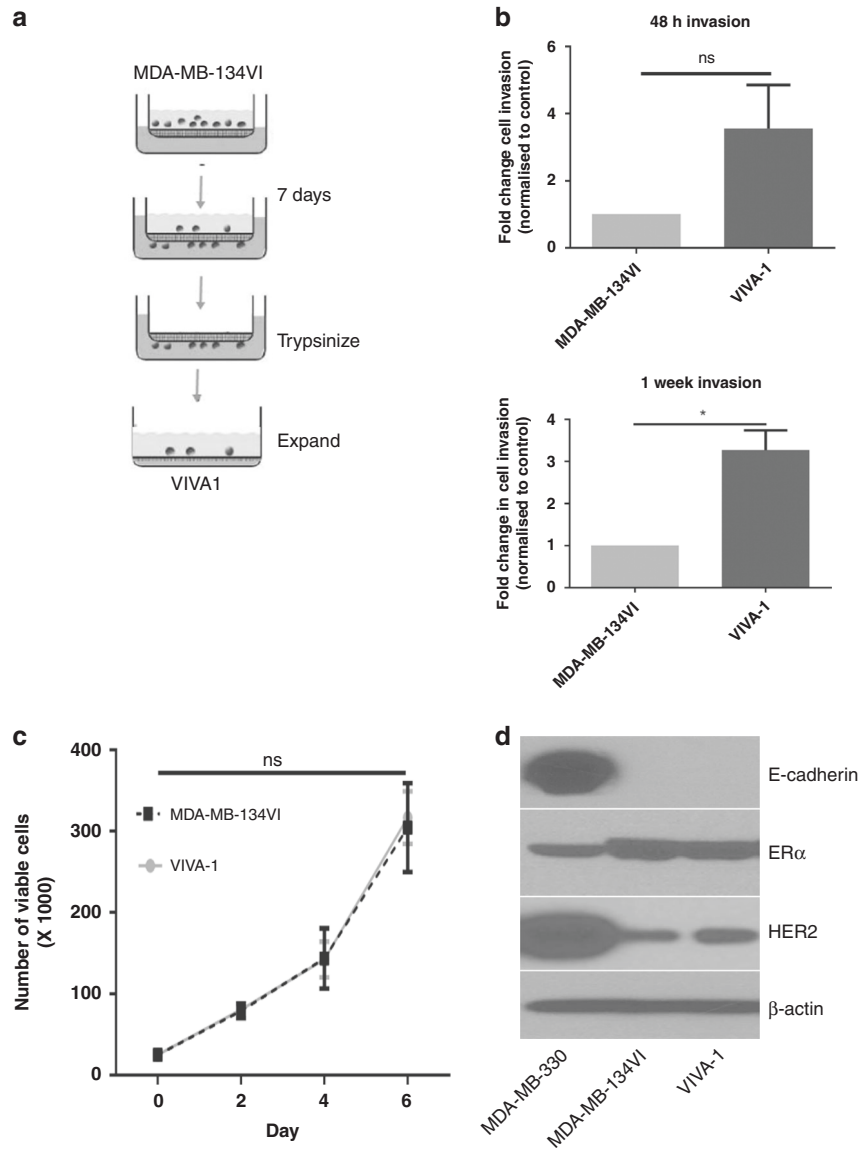 a
MDA-MB-134VI
7 days
Trypsinize
Expand
VIVA1
b
48 h invasion
Fold change cell invasion
(normalised to control)
6
4
2
0
ns
MDA-MB-134VI
VIVA-1
1 week invasion
Fold change in cell invasion
(normalised to control)
4
3
2
1
0
*
MDA-MB-134VI
VIVA-1
c
Number of viable cells
(X 1000)
400
300
200
100
0
ns
MDA-MB-134VI
VIVA-1
0 2 4 6
Day
d
E-cadherin
ERα
HER2
β-actin
MDA-MB-330
MDA-MB-134VI
VIVA-1